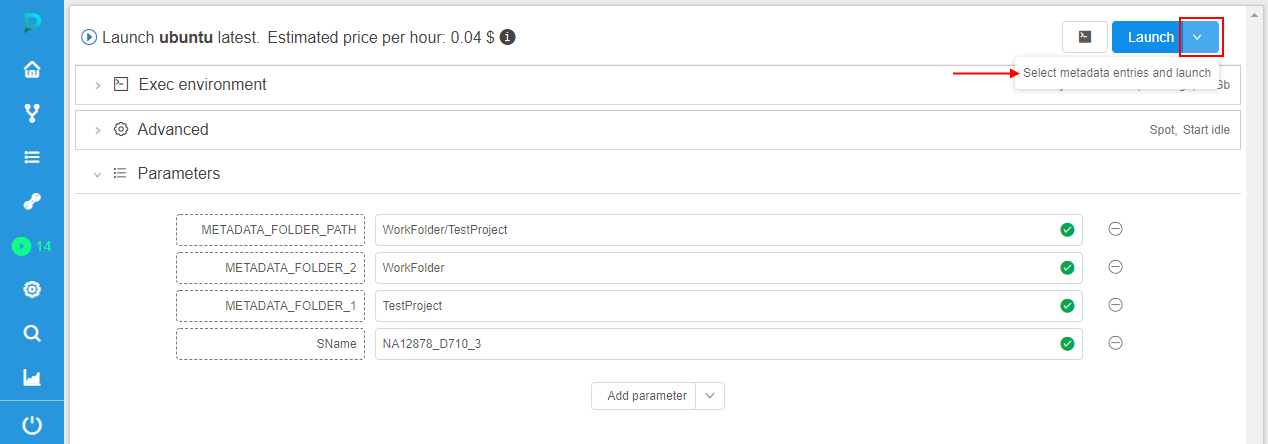 Launch ubuntu latest. Estimated price per hour: 0.04 $
Launch
Select metadata entries and launch
Exec environment
Gb
Advanced
Spot, Start idle
Parameters
METADATA_FOLDER_PATH WorkFolder/TestProject
METADATA_FOLDER_2 WorkFolder
METADATA_FOLDER_1 TestProject
SName NA12878_D710_3
Add parameter
14